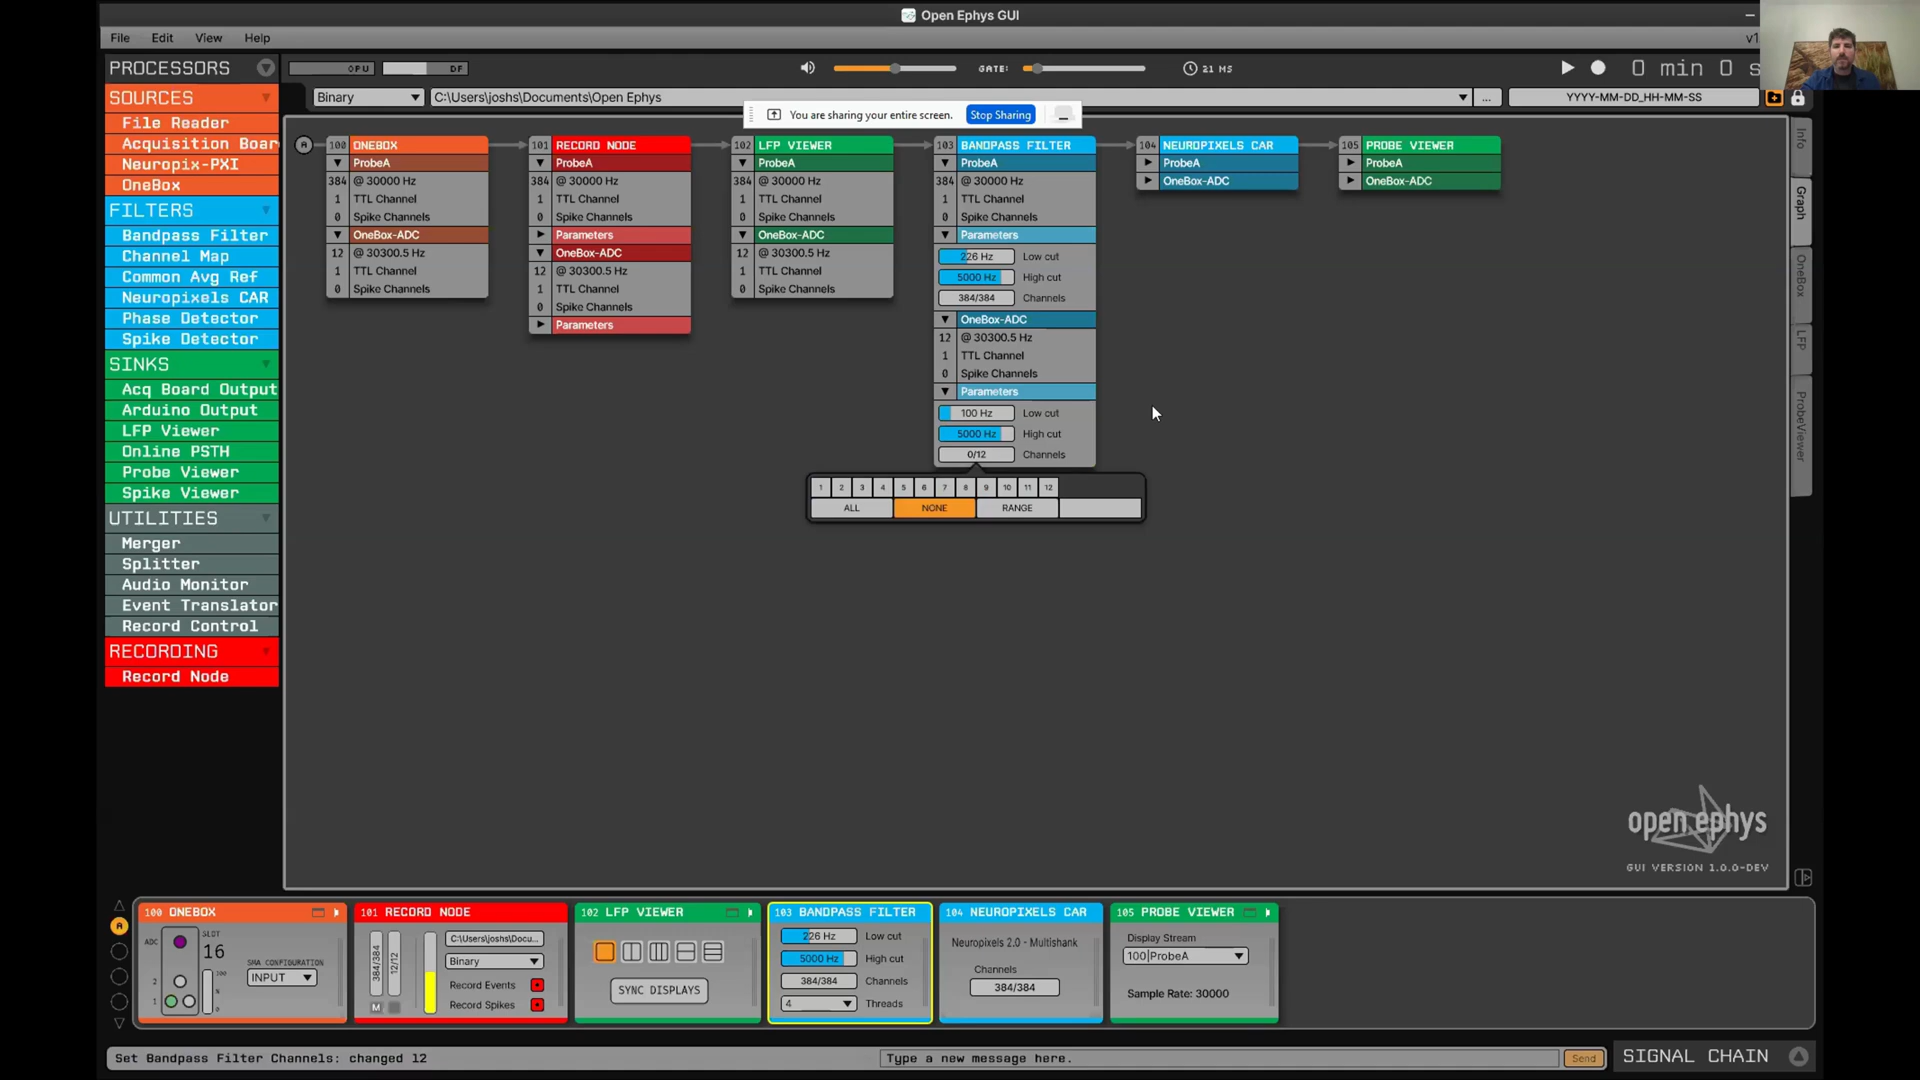 Open Ephys GUI
File Edit View Help
PROCESSORS
CPU DF
GATE:
21 MS
0 min 0 s
Binary
C:\Users\joshs\Documents\Open Ephys
...
YYYY-MM-DD_HH-MM-SS
You are sharing your entire screen.
Stop Sharing
SOURCES
File Reader
Acquisition Boar
Neuropix-PXI
OneBox
FILTERS
Bandpass Filter
Channel Map
Common Avg Ref
Neuropixels CAR
Phase Detector
Spike Detector
SINKS
Acq Board Output
Arduino Output
LFP Viewer
Online PSTH
Probe Viewer
Spike Viewer
UTILITIES
Merger
Splitter
Audio Monitor
Event Translator
Record Control
RECORDING
Record Node
A
100 ONEBOX
ProbeA
384 @ 30000 Hz
1 TTL Channel
0 Spike Channels
OneBox-ADC
12 @ 30300.5 Hz
1 TTL Channel
0 Spike Channels
101 RECORD NODE
ProbeA
384 @ 30000 Hz
1 TTL Channel
0 Spike Channels
Parameters
OneBox-ADC
12 @ 30300.5 Hz
1 TTL Channel
0 Spike Channels
Parameters
102 LFP VIEWER
ProbeA
384 @ 30000 Hz
1 TTL Channel
0 Spike Channels
OneBox-ADC
12 @ 30300.5 Hz
1 TTL Channel
0 Spike Channels
103 BANDPASS FILTER
ProbeA
384 @ 30000 Hz
1 TTL Channel
0 Spike Channels
Parameters
226 Hz Low cut
5000 Hz High cut
384/384 Channels
OneBox-ADC
12 @ 30300.5 Hz
1 TTL Channel
0 Spike Channels
Parameters
100 Hz Low cut
5000 Hz High cut
0/12 Channels
1 2 3 4 5 6 7 8 9 10 11 12
ALL NONE RANGE
104 NEUROPIXELS CAR
ProbeA
OneBox-ADC
105 PROBE VIEWER
ProbeA
OneBox-ADC
Info
Graph
OneBox
LFP
ProbeViewer
open ephys
GUI VERSION 1.0.0-DEV
A
100 ONEBOX
ADC
2
1
SLOT
16
100
%
0
SMA CONFIGURATION
INPUT
101 RECORD NODE
384/384
12/12
M
C:\Users\joshs\Docu...
Binary
Record Events
Record Spikes
102 LFP VIEWER
SYNC DISPLAYS
103 BANDPASS FILTER
226 Hz Low cut
5000 Hz High cut
384/384 Channels
4 Threads
104 NEUROPIXELS CAR
Neuropixels 2.0 - Multishank
Channels
384/384
105 PROBE VIEWER
Display Stream
100|ProbeA
Sample Rate: 30000
Set Bandpass Filter Channels: changed 12
Type a new message here.
Send
SIGNAL CHAIN